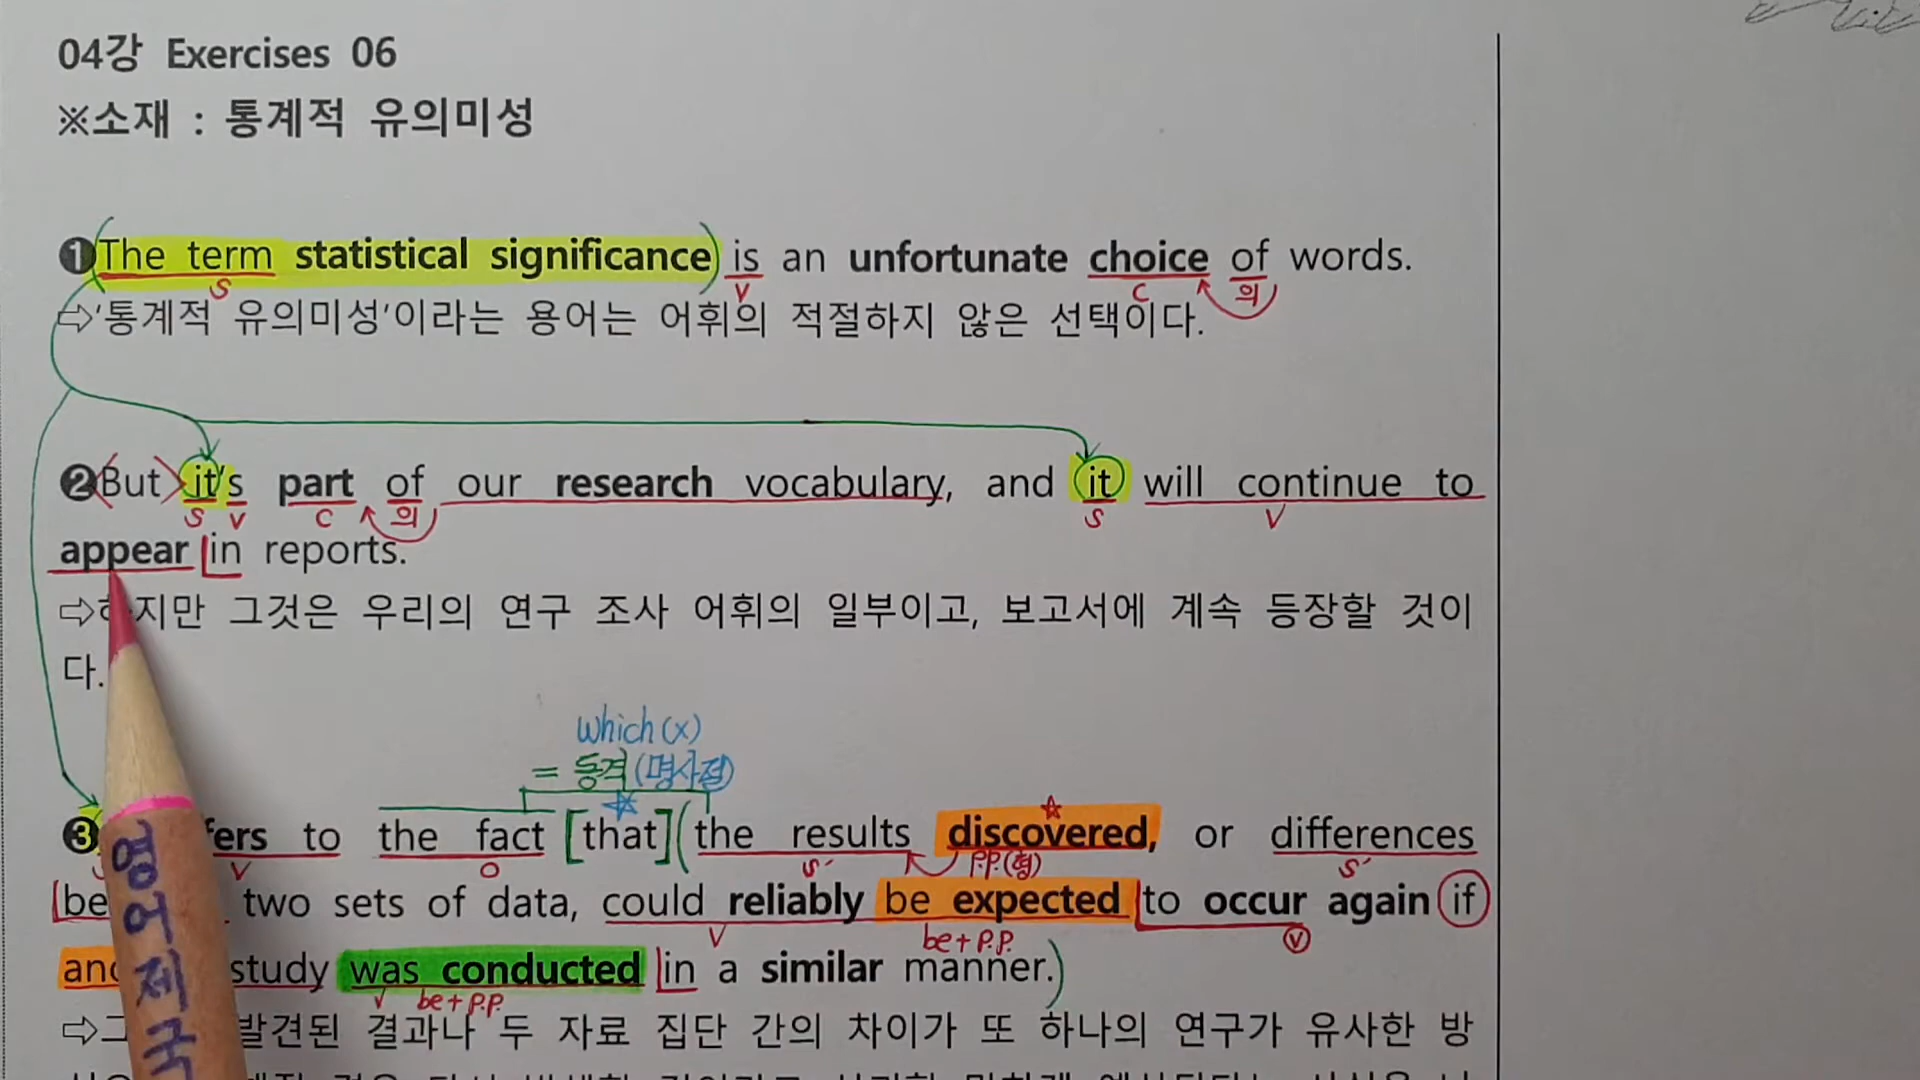 04강 Exercises 06
※소재 : 통계적 유의미성
❶(The term statistical significance) is an unfortunate choice of words.
S V C 의
⇨'통계적 유의미성'이라는 용어는 어휘의 적절하지 않은 선택이다.
❷<But> it's part of our research vocabulary, and it will continue to
S V C 의 S V
appear in reports.
⇨하지만 그것은 우리의 연구 조사 어휘의 일부이고, 보고서에 계속 등장할 것이
다.
which(x)
= 동격(명사절)
❸ fers to the fact [that](the results discovered, or differences
V O S' p.p.(형) S'
two sets of data, could reliably be expected to occur again if
V be+p.p. V
study was conducted in a similar manner.)
V be+p.p.
⇨그 발견된 결과나 두 자료 집단 간의 차이가 또 하나의 연구가 유사한 방
영어제국